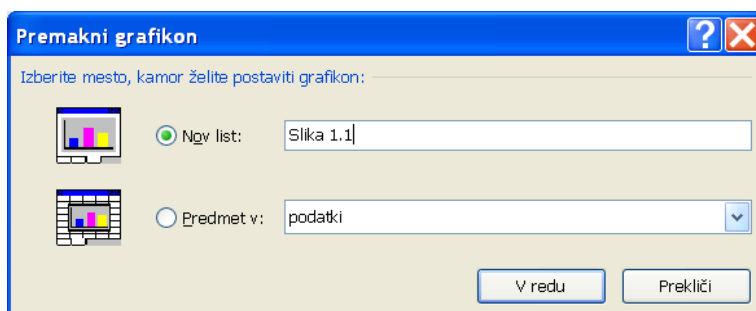 Premakni grafikon
Izberite mesto, kamor želite postaviti grafikon:
Nov list: Slika 1.1
Predmet v: podatki
V redu Prekliči